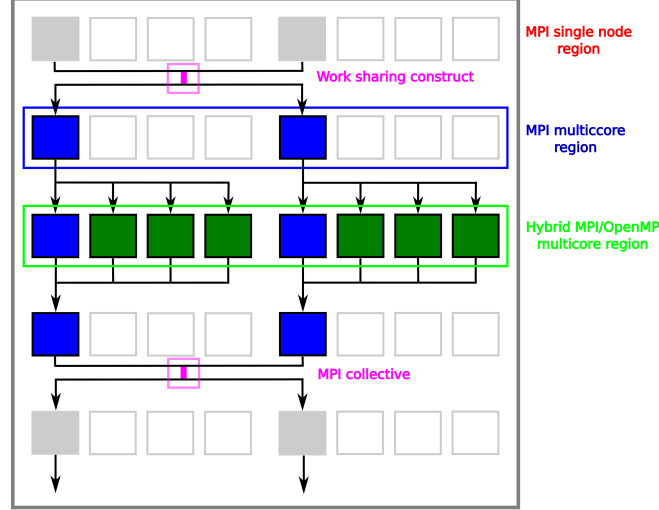 MPI single node
region
Work sharing construct
MPI multiccore
region
Hybrid MPI/OpenMP
multicore region
MPI collective